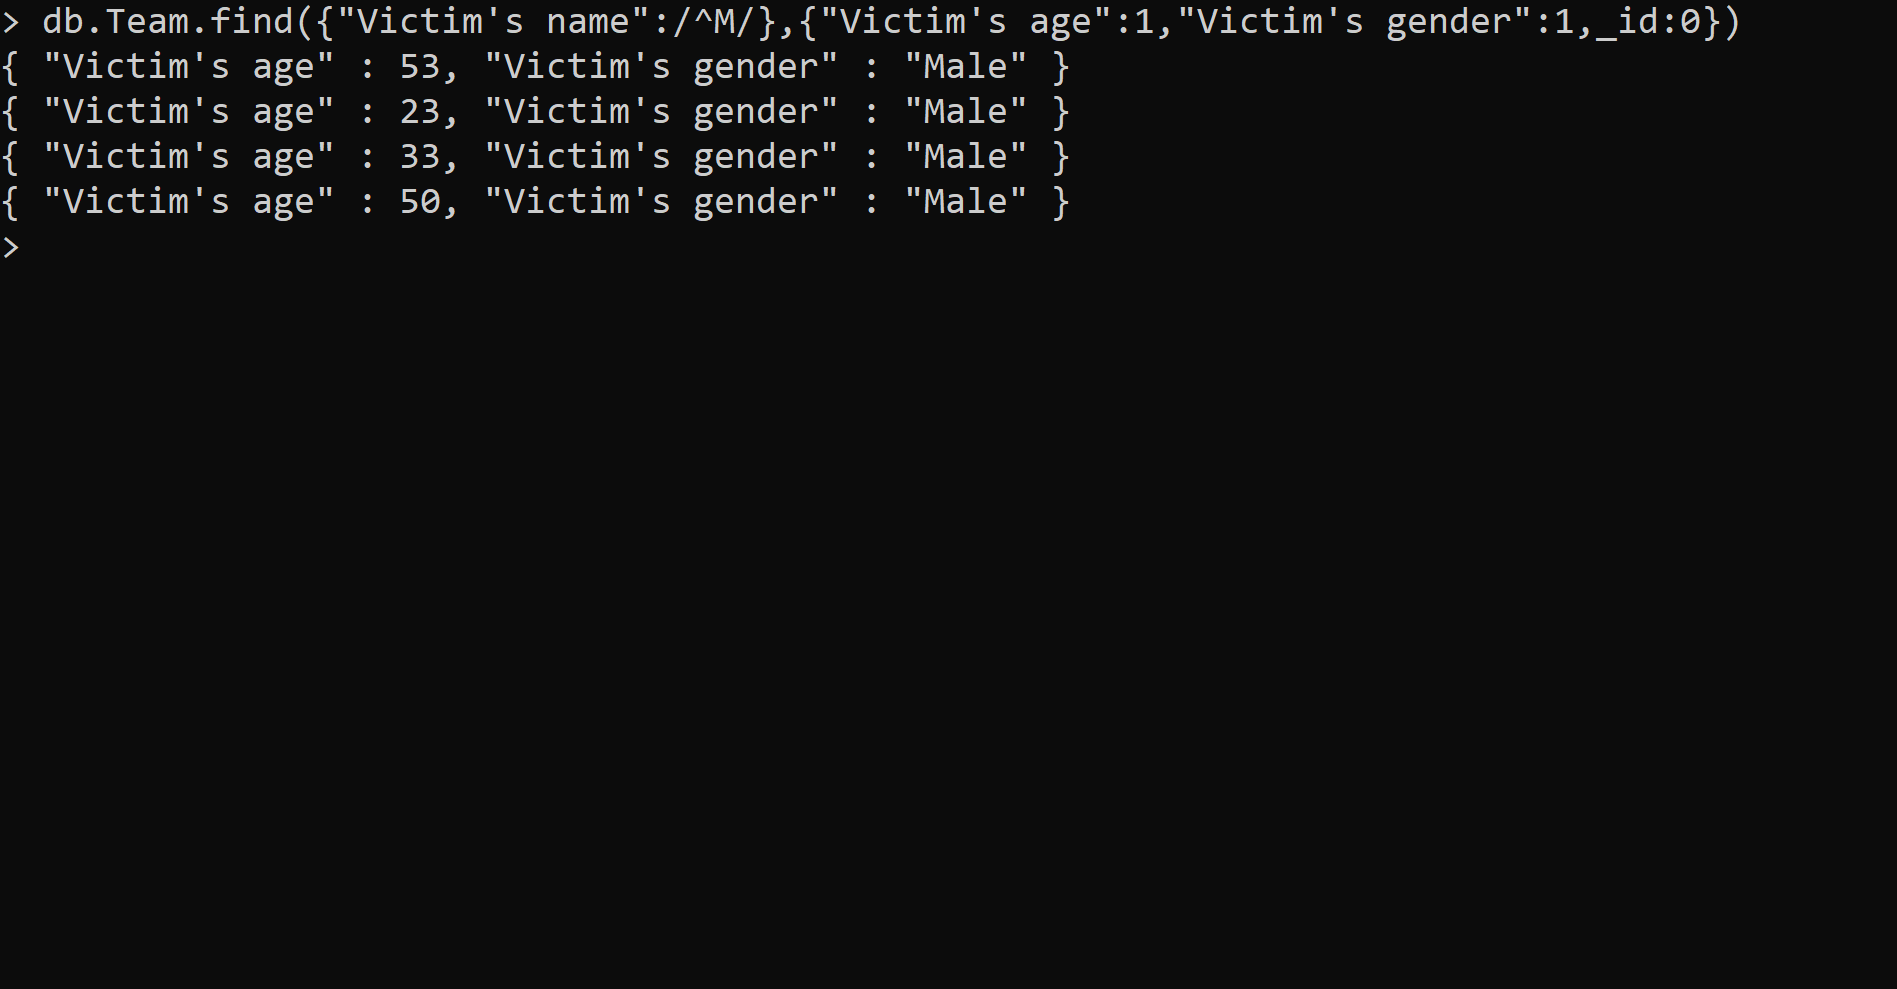 > db.Team.find({"Victim's name":/^M/},{"Victim's age":1,"Victim's gender":1,_id:0})
{ "Victim's age" : 53, "Victim's gender" : "Male" }
{ "Victim's age" : 23, "Victim's gender" : "Male" }
{ "Victim's age" : 33, "Victim's gender" : "Male" }
{ "Victim's age" : 50, "Victim's gender" : "Male" }
>